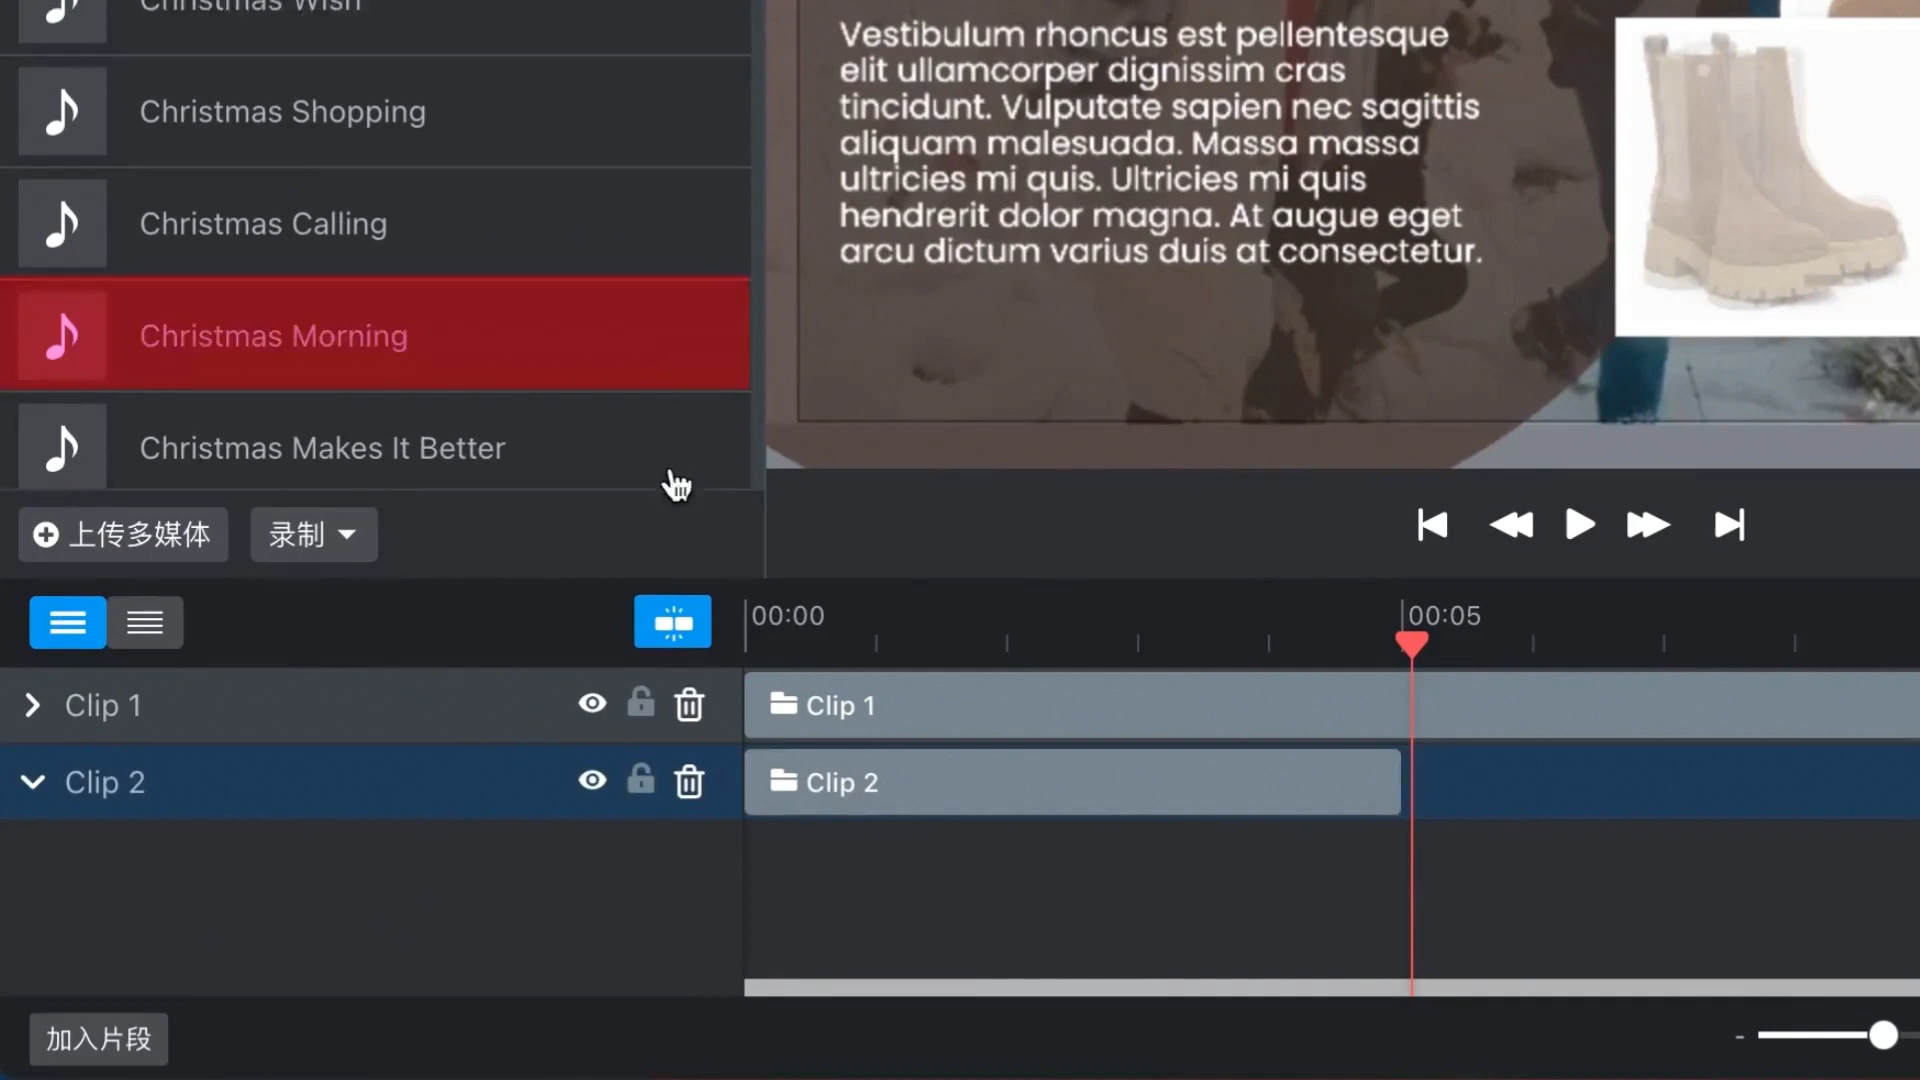 Christmas Wish
Christmas Shopping
Christmas Calling
Christmas Morning
Christmas Makes It Better
上传多媒体
录制
Vestibulum rhoncus est pellentesque
elit ullamcorper dignissim cras
tincidunt. Vulputate sapien nec sagittis
aliquam malesuada. Massa massa
ultricies mi quis. Ultricies mi quis
hendrerit dolor magna. At augue eget
arcu dictum varius duis at consectetur.
00:00
00:05
Clip 1
Clip 1
Clip 2
Clip 2
加入片段
-